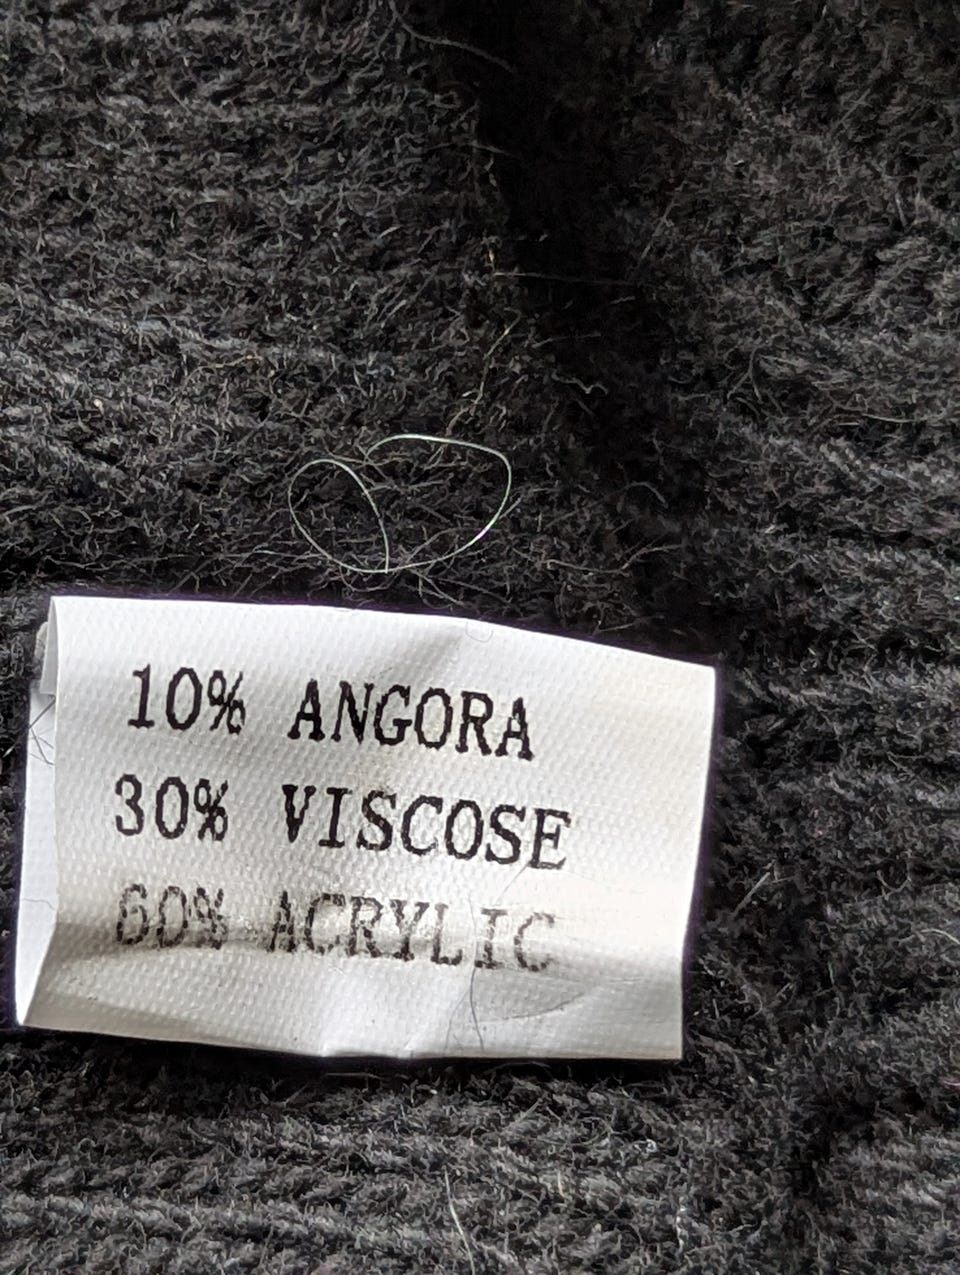 10% ANGORA
30% VISCOSE
60% ACRYLIC